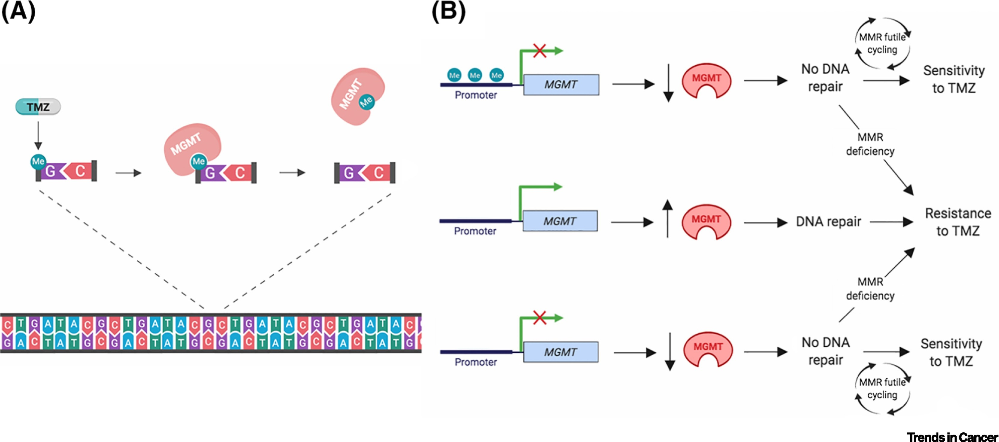 (A)
TMZ
Me
G C
MGMT
Me
G C
MGMT
Me
G C
C T G A T A C G C T G A T A C G C T G A T A C G C T G A T A C
G A C T A T G C G A C T A T G C G A C T A T G C G A C T A T G
(B)
Me Me Me
Promoter
MGMT
MGMT
No DNA
repair
MMR futile
cycling
Sensitivity
to TMZ
MMR
deficiency
Promoter
MGMT
MGMT
DNA repair
Resistance
to TMZ
MMR
deficiency
Promoter
MGMT
MGMT
No DNA
repair
Sensitivity
to TMZ
MMR futile
cycling
Trends in Cancer